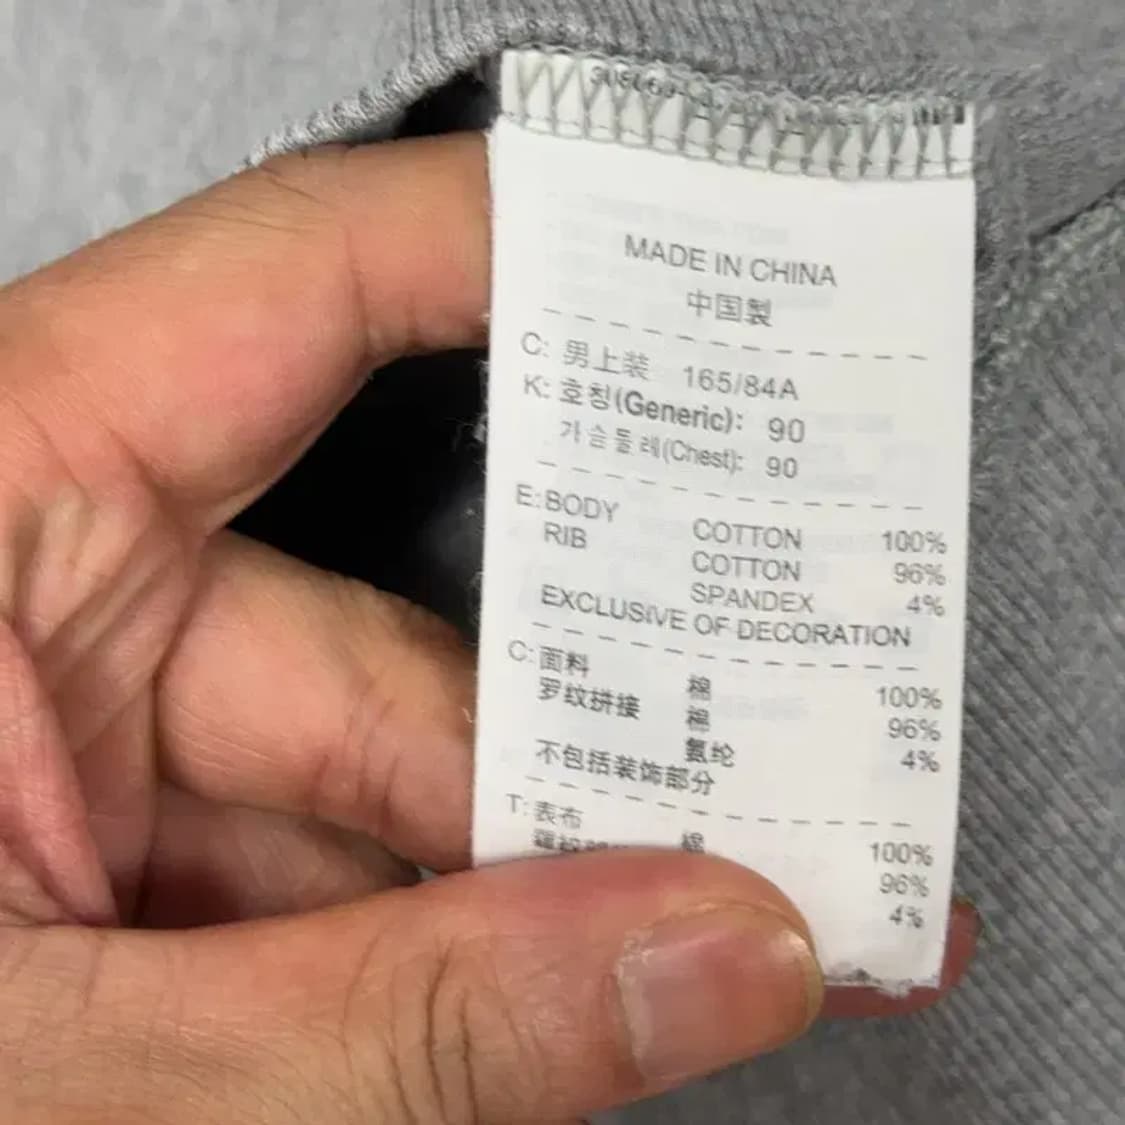 MADE IN CHINA
中国製
C: 男上装 165/84A
K: 호칭(Generic): 90
가슴둘레(Chest): 90
E: BODY COTTON 100%
RIB COTTON 96%
SPANDEX 4%
EXCLUSIVE OF DECORATION
C: 面料 棉 100%
罗纹拼接 棉 96%
氨纶 4%
不包括装饰部分
T: 表布 棉 100%
96%
4%